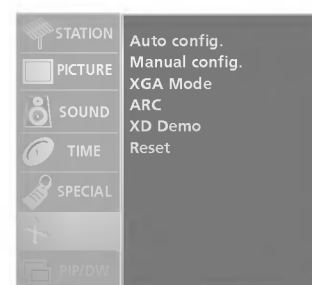 STATION
PICTURE
SOUND
TIME
SPECIAL
PIP/DW
Auto config.
Manual config.
XGA Mode
ARC
XD Demo
Reset